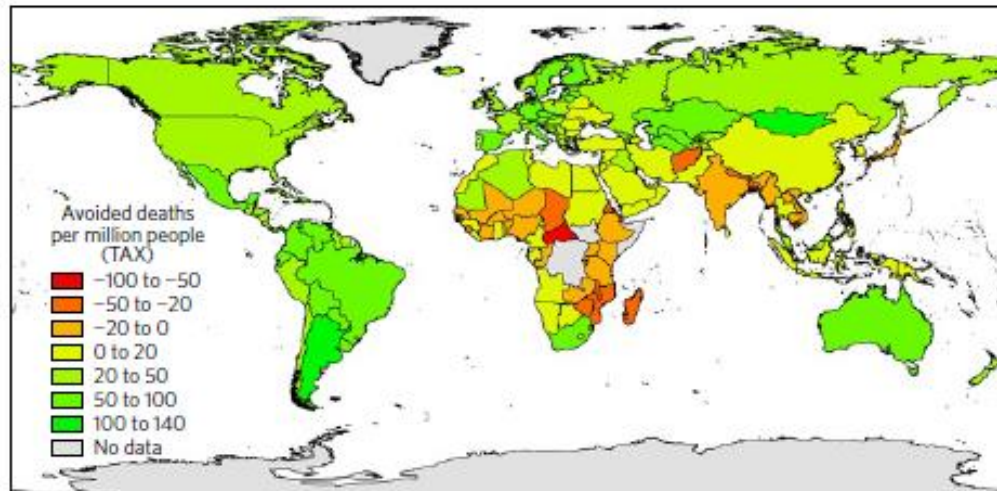 Avoided deaths
per million people
(TAX)
−100 to −50
−50 to −20
−20 to 0
0 to 20
20 to 50
50 to 100
100 to 140
No data